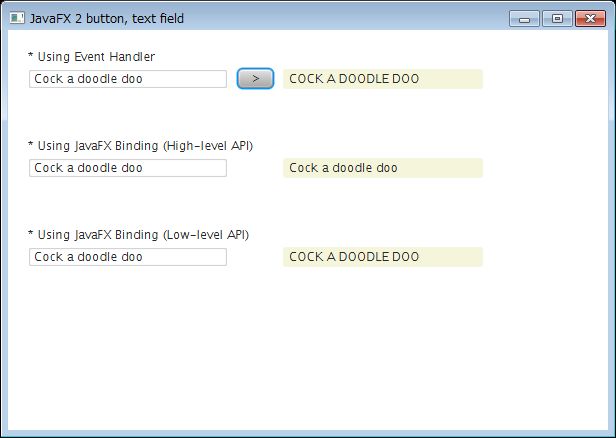 JavaFX 2 button, text field
* Using Event Handler
Cock a doodle doo > COCK A DOODLE DOO
* Using JavaFX Binding (High-level API)
Cock a doodle doo Cock a doodle doo
* Using JavaFX Binding (Low-level API)
Cock a doodle doo COCK A DOODLE DOO